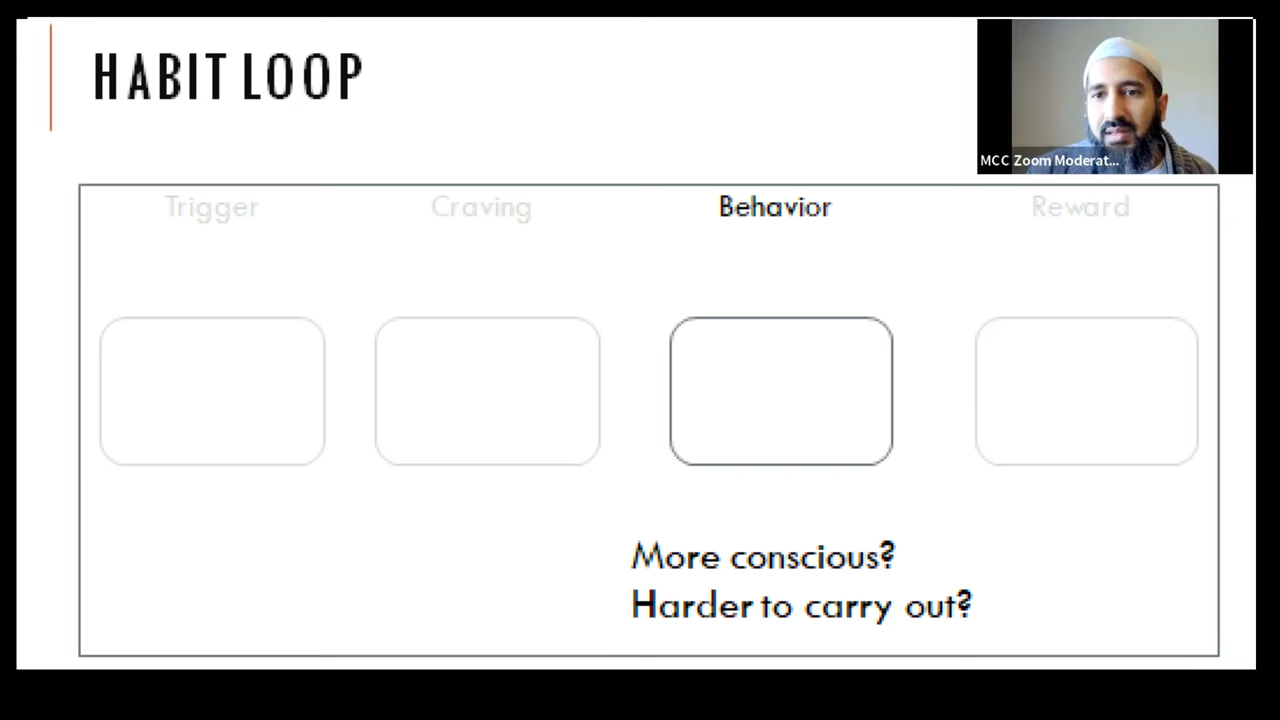 HABIT LOOP
MCC Zoom Moderat...
Trigger Craving Behavior Reward
More conscious?
Harder to carry out?